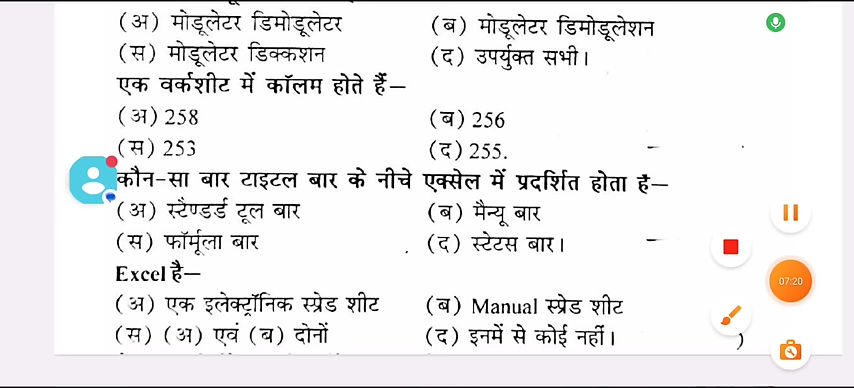 (अ) मोडूलेटर डिमोडूलेटर (ब) मोडूलेटर डिमोडूलेशन
(स) मोडूलेटर डिक्कशन (द) उपर्युक्त सभी।
एक वर्कशीट में कॉलम होते हैं—
(अ) 258 (ब) 256
(स) 253 (द) 255.
कौन-सा बार टाइटल बार के नीचे एक्सेल में प्रदर्शित होता है—
(अ) स्टैण्डर्ड टूल बार (ब) मैन्यू बार
(स) फॉर्मूला बार (द) स्टेटस बार।
Excel है—
(अ) एक इलेक्ट्रॉनिक स्प्रेड शीट (ब) Manual स्प्रेड शीट
(स) (अ) एवं (ब) दोनों (द) इनमें से कोई नहीं।
07:20